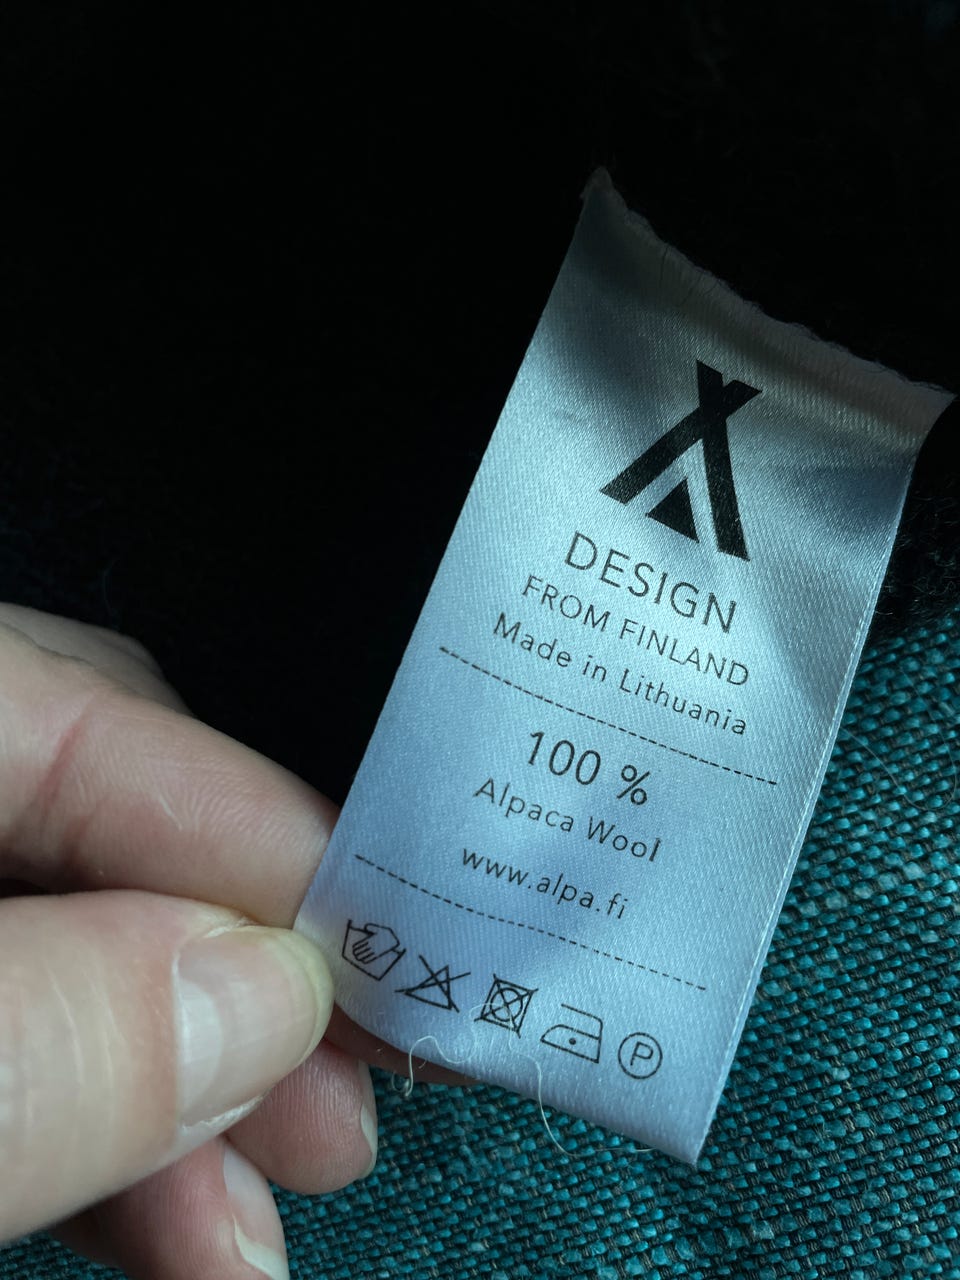 DESIGN
FROM FINLAND
Made in Lithuania
100 %
Alpaca Wool
www.alpa.fi
P